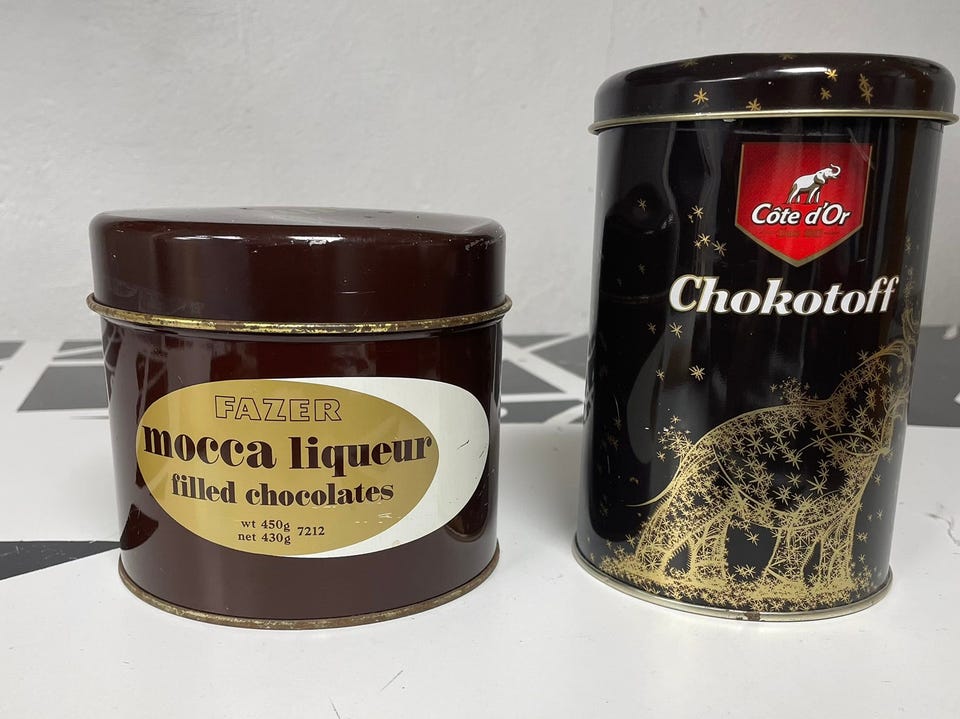 FAZER
mocca liqueur
filled chocolates
wt 450g
net 430g 7212
Côte d'Or
Chokotoff